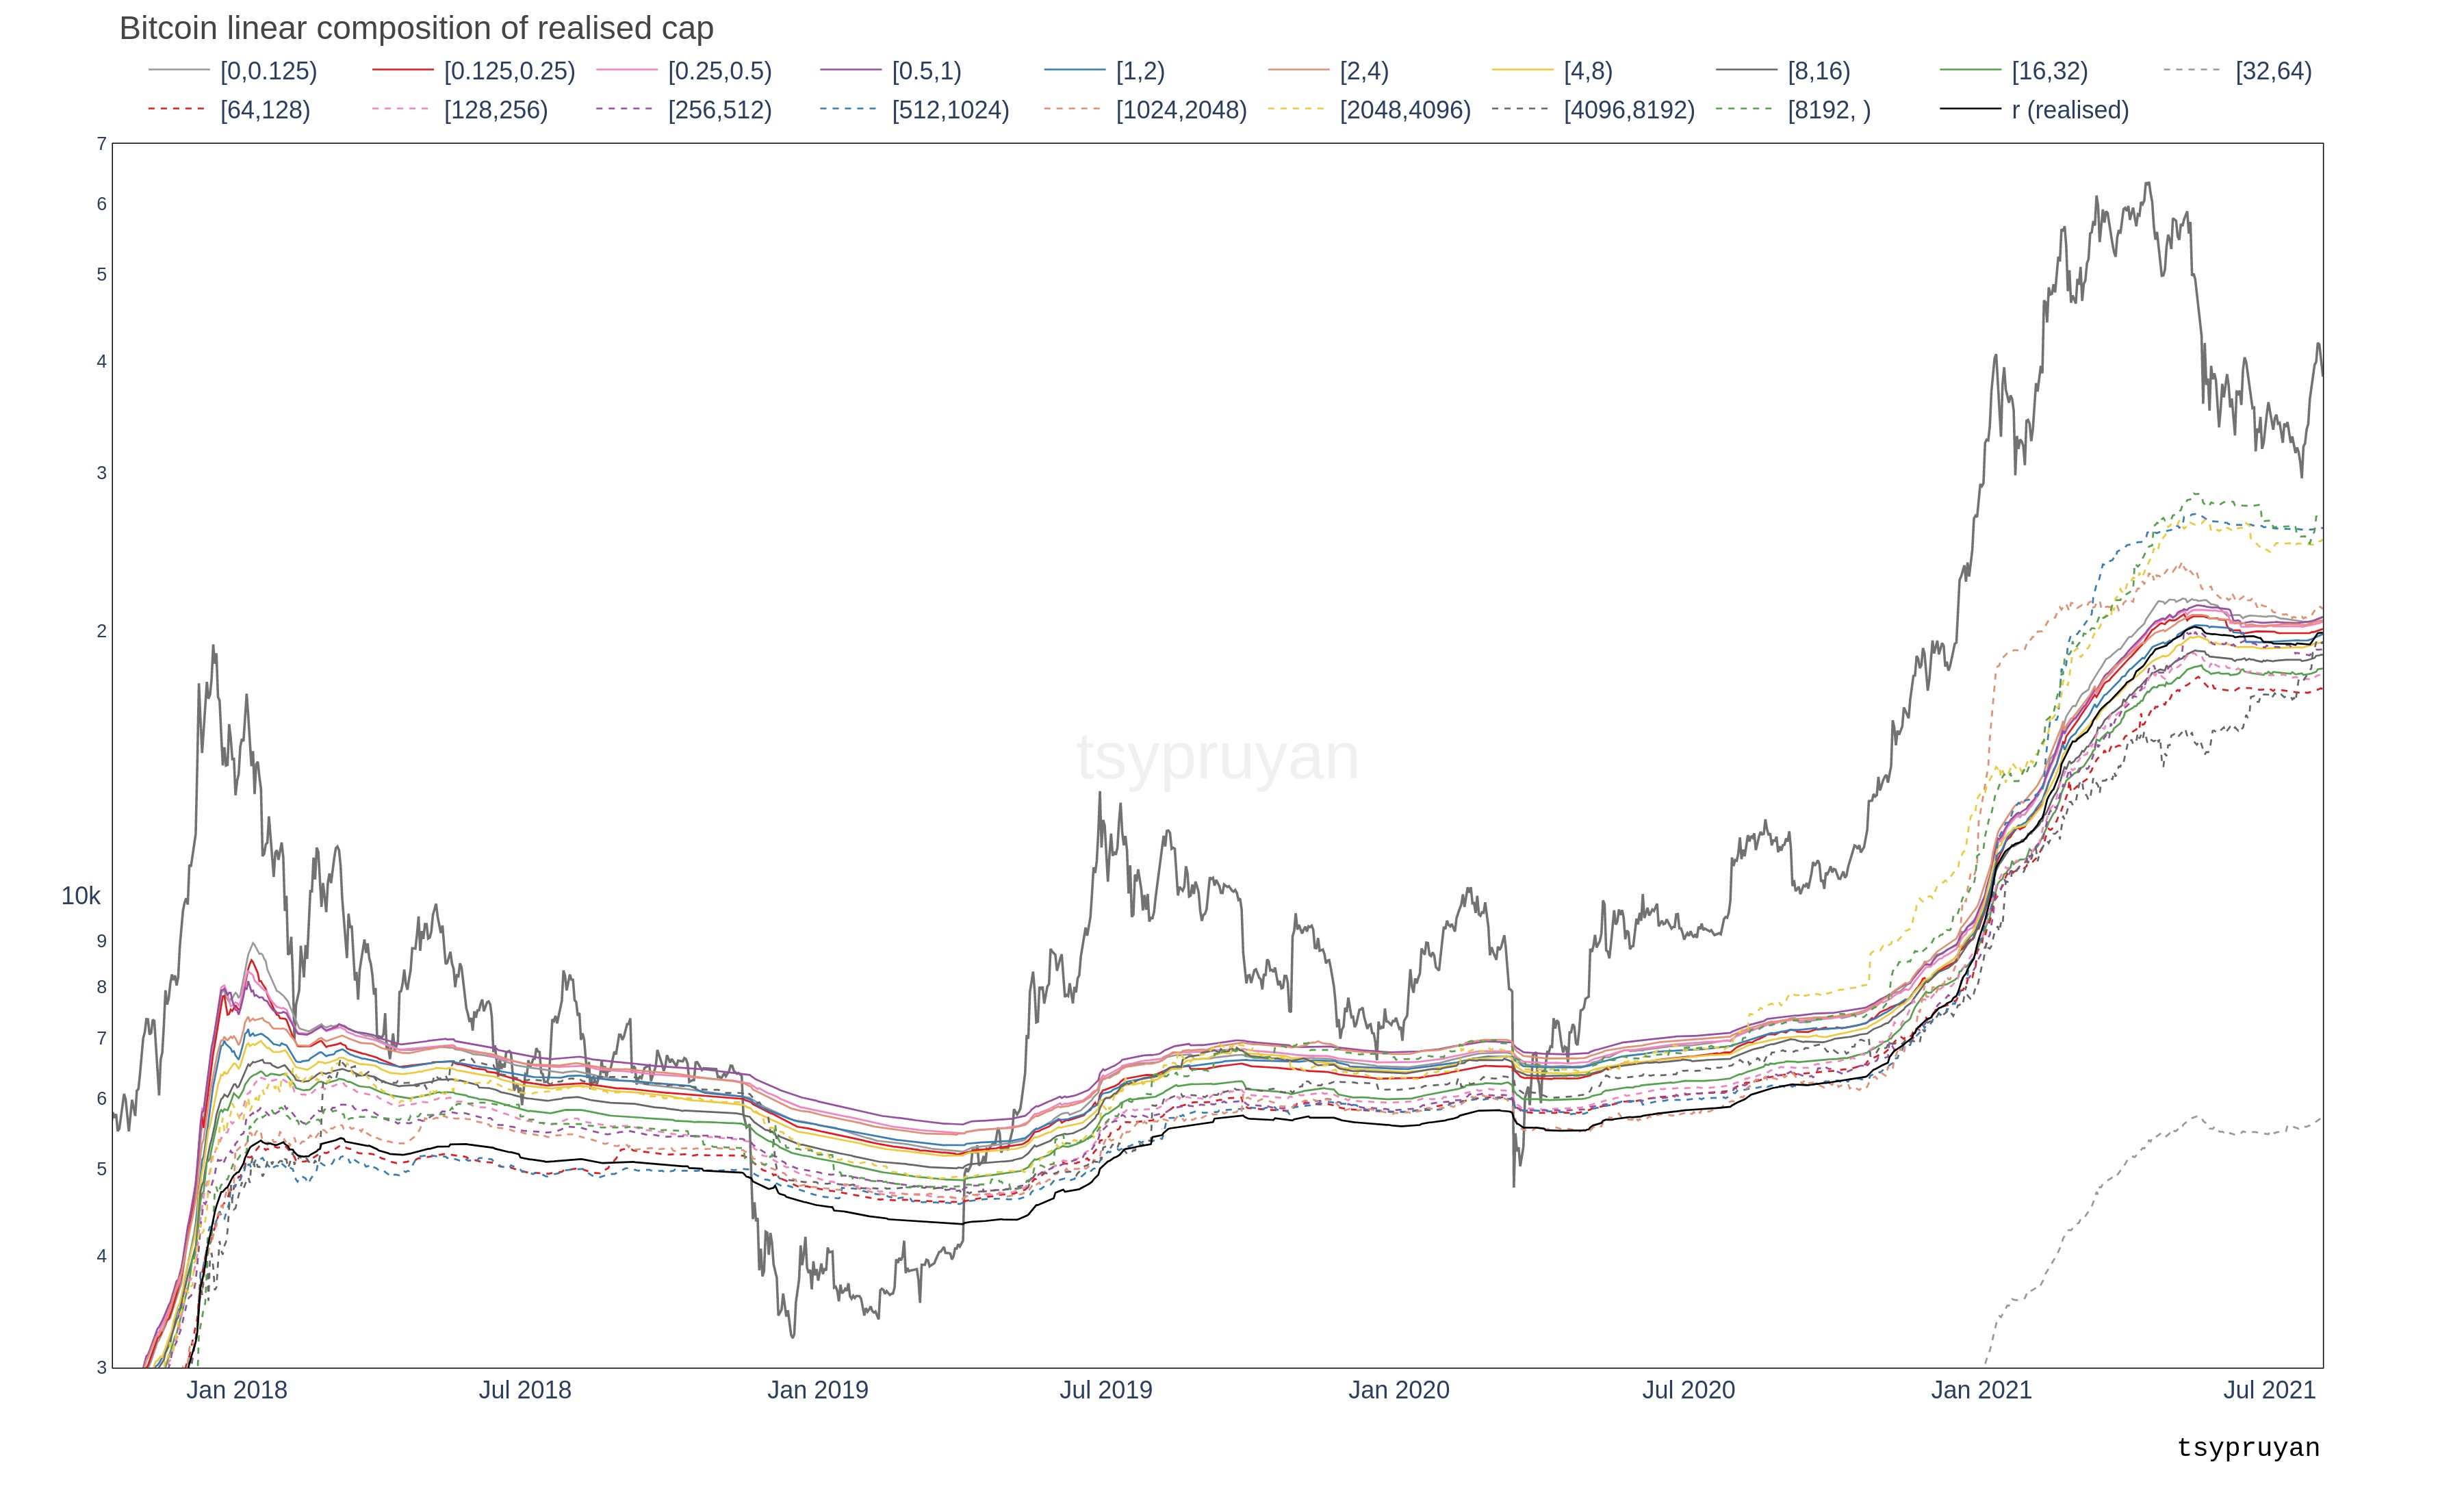 Bitcoin linear composition of realised cap
[0,0.125) [0.125,0.25) [0.25,0.5) [0.5,1) [1,2) [2,4) [4,8) [8,16) [16,32) [32,64)
[64,128) [128,256) [256,512) [512,1024) [1024,2048) [2048,4096) [4096,8192) [8192, ) r (realised)
7
6
5
4
3
2
tsypruyan
10k
9
8
7
6
5
4
3
Jan 2018 Jul 2018 Jan 2019 Jul 2019 Jan 2020 Jul 2020 Jan 2021 Jul 2021
tsypruyan